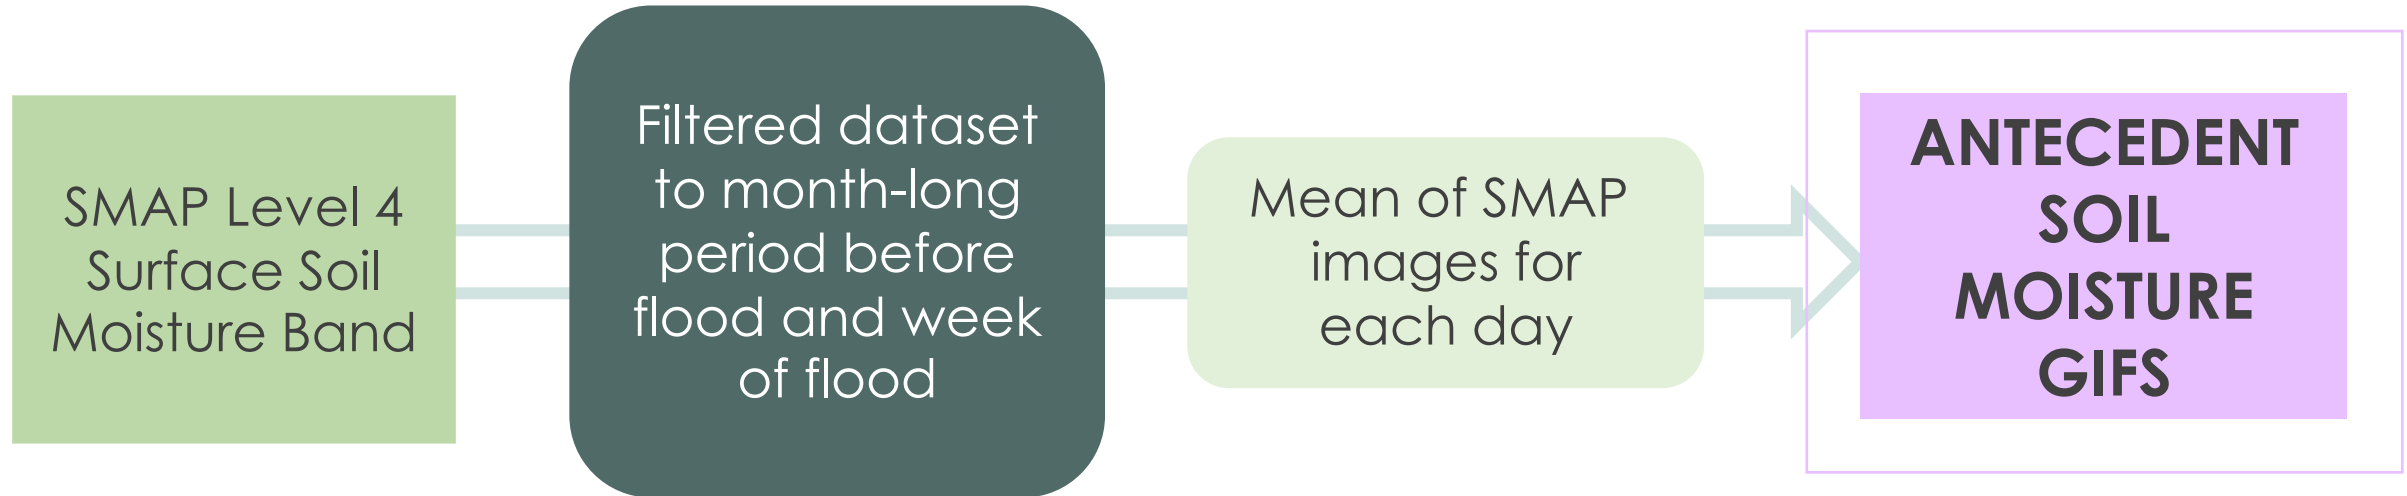 SMAP Level 4
Surface Soil
Moisture Band
Filtered dataset
to month-long
period before
flood and week
of flood
Mean of SMAP
images for
each day
ANTECEDENT
SOIL
MOISTURE
GIFS